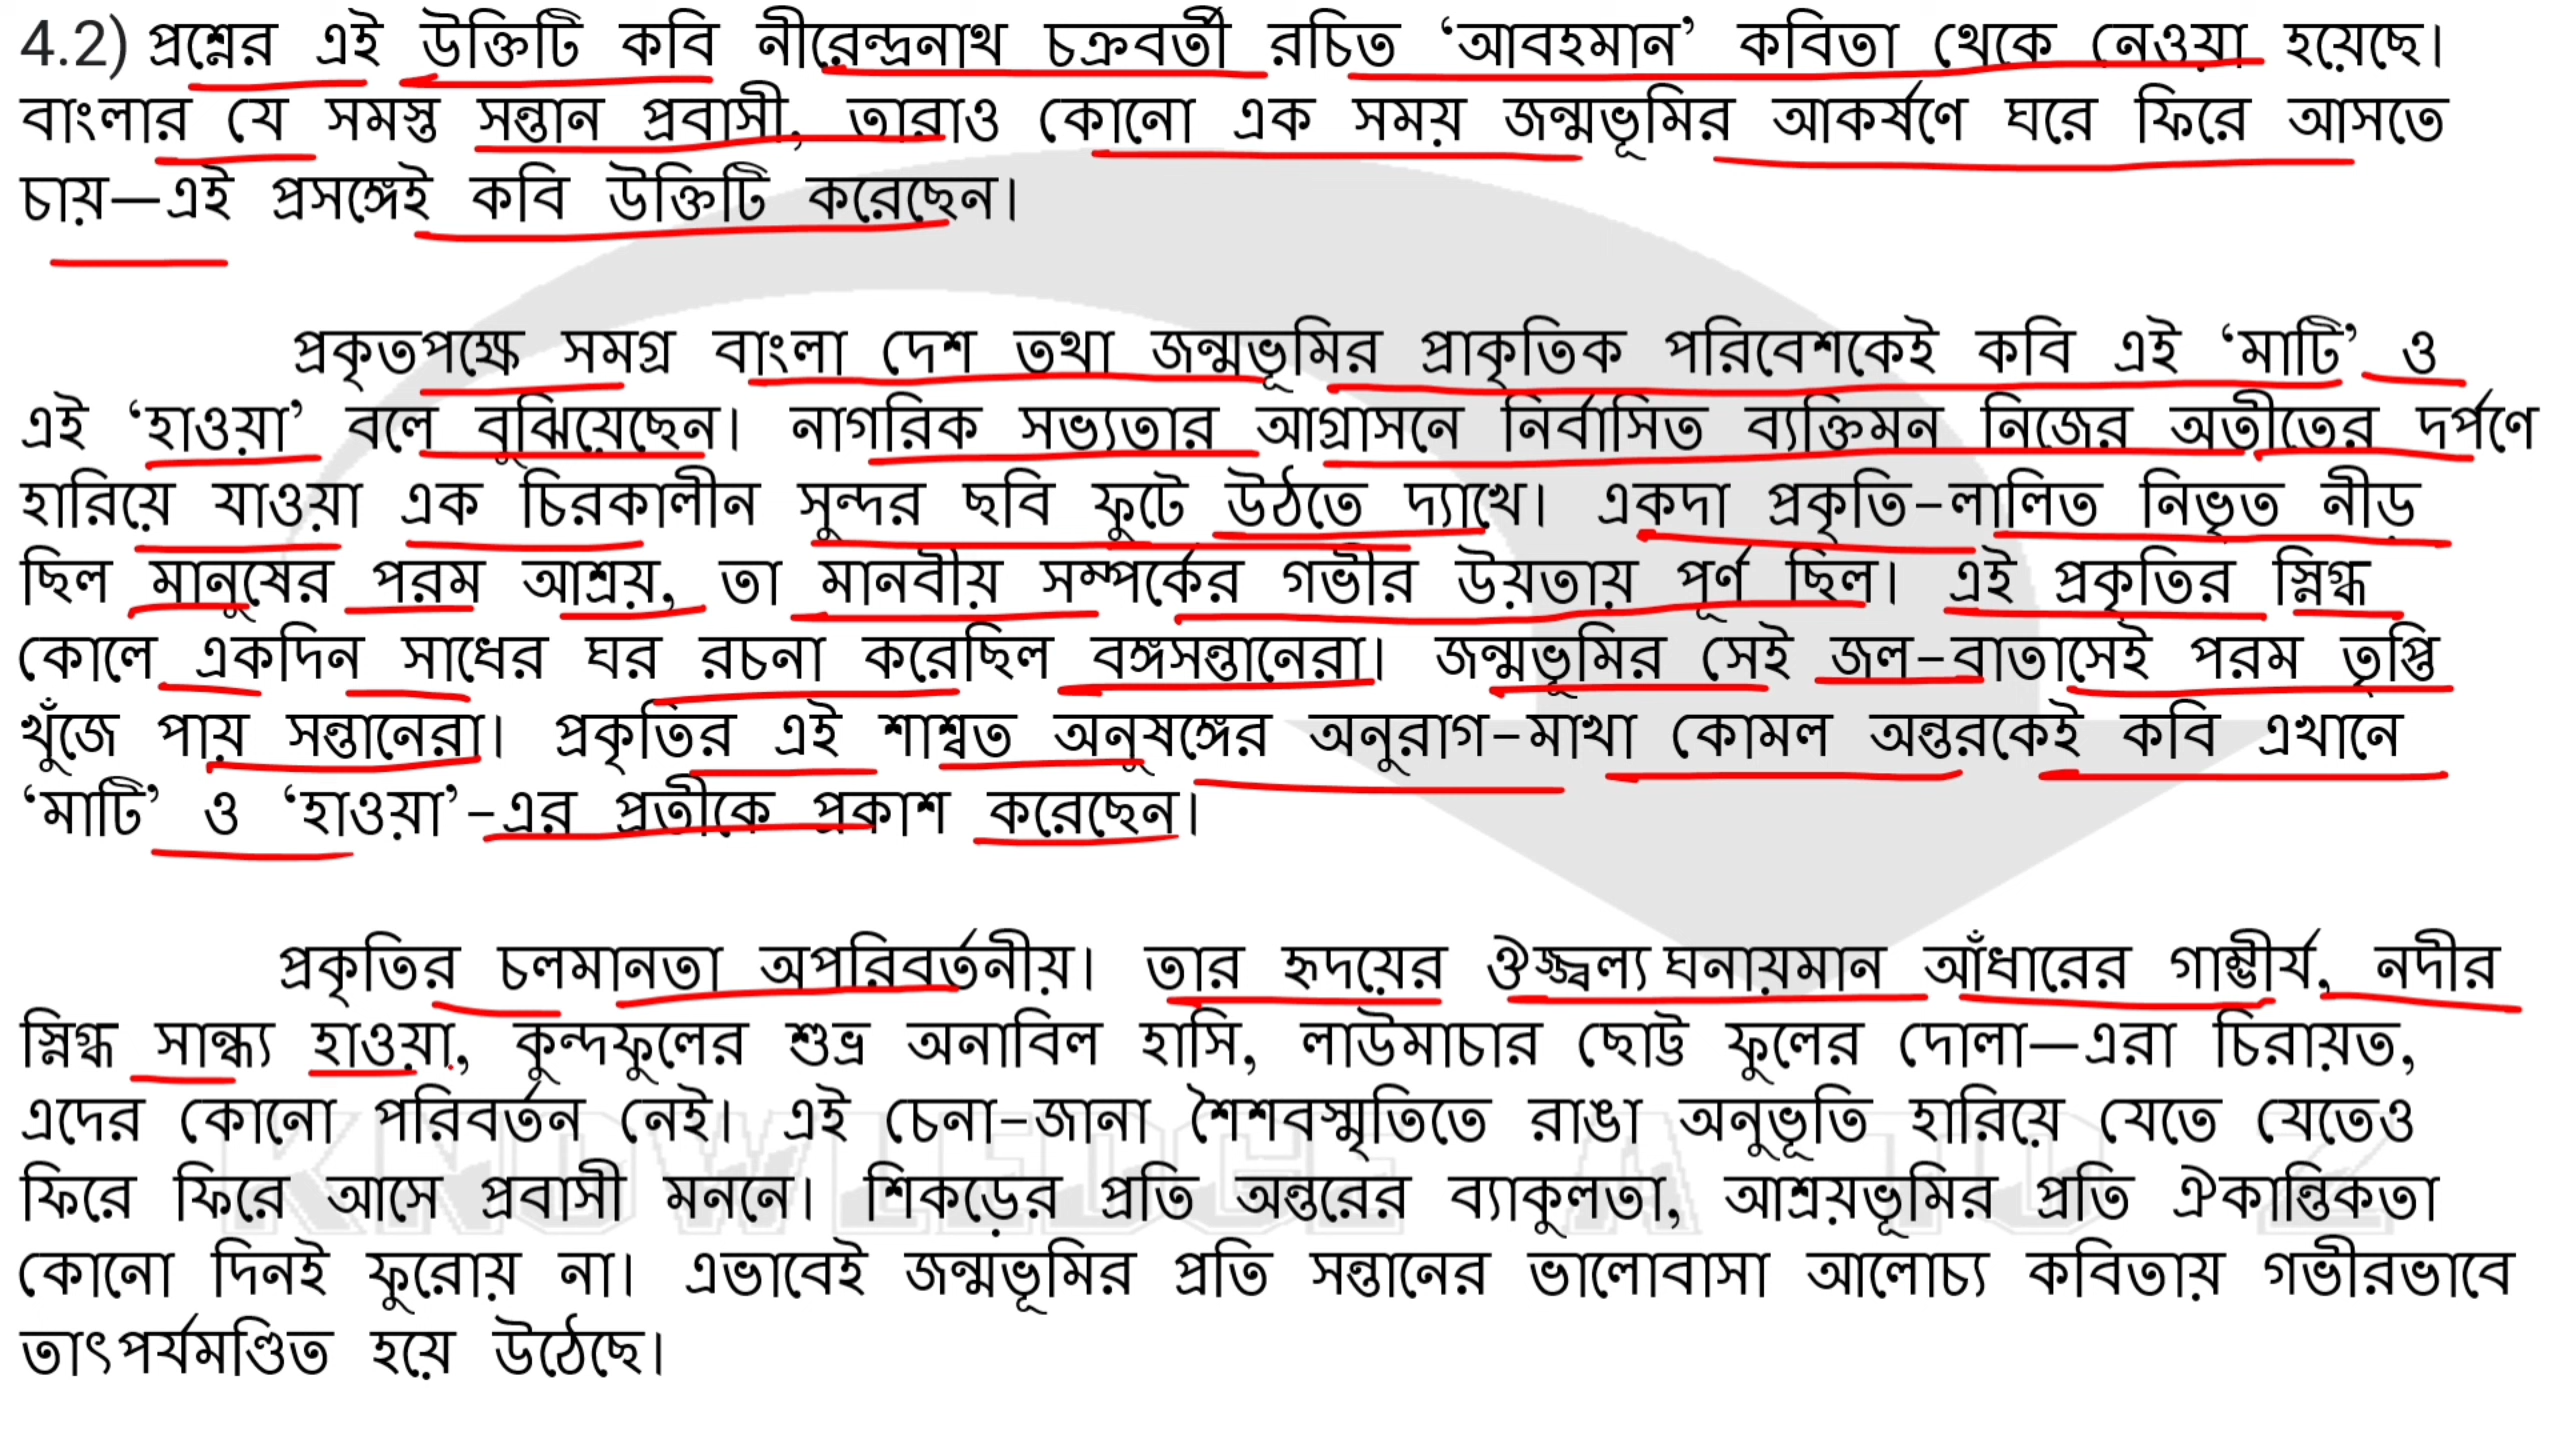 4.2) প্রশ্নের এই উক্তিটি কবি নীরেন্দ্রনাথ চক্রবর্তী রচিত ‘আবহমান’ কবিতা থেকে নেওয়া হয়েছে।
বাংলার যে সমস্ত সন্তান প্রবাসী, তারাও কোনো এক সময় জন্মভূমির আকর্ষণে ঘরে ফিরে আসতে
চায়—এই প্রসঙ্গেই কবি উক্তিটি করেছেন।
প্রকৃতপক্ষে সমগ্র বাংলা দেশ তথা জন্মভূমির প্রাকৃতিক পরিবেশকেই কবি এই ‘মাটি’ ও
এই ‘হাওয়া’ বলে বুঝিয়েছেন। নাগরিক সভ্যতার আগ্রাসনে নির্বাসিত ব্যক্তিমন নিজের অতীতের দর্পণে
হারিয়ে যাওয়া এক চিরকালীন সুন্দর ছবি ফুটে উঠতে দ্যাখে। একদা প্রকৃতি-লালিত নিভৃত নীড়
ছিল মানুষের পরম আশ্রয়, তা মানবীয় সম্পর্কের গভীর উয়তায় পূর্ণ ছিল। এই প্রকৃতির স্নিগ্ধ
কোলে একদিন সাধের ঘর রচনা করেছিল বঙ্গসন্তানেরা। জন্মভূমির সেই জল-বাতাসেই পরম তৃপ্তি
খুঁজে পায় সন্তানেরা। প্রকৃতির এই শাশ্বত অনুষঙ্গের অনুরাগ-মাখা কোমল অন্তরকেই কবি এখানে
‘মাটি’ ও ‘হাওয়া’-এর প্রতীকে প্রকাশ করেছেন।
প্রকৃতির চলমানতা অপরিবর্তনীয়। তার হৃদয়ের ঔজ্জ্বল্য ঘনায়মান আঁধারের গাম্ভীর্য, নদীর
স্নিগ্ধ সান্ধ্য হাওয়া, কুন্দফুলের শুভ্র অনাবিল হাসি, লাউমাচার ছোট্ট ফুলের দোলা—এরা চিরায়ত,
এদের কোনো পরিবর্তন নেই। এই চেনা-জানা শৈশবস্মৃতিতে রাঙা অনুভূতি হারিয়ে যেতে যেতেও
ফিরে ফিরে আসে প্রবাসী মননে। শিকড়ের প্রতি অন্তরের ব্যাকুলতা, আশ্রয়ভূমির প্রতি ঐকান্তিকতা
কোনো দিনই ফুরোয় না। এভাবেই জন্মভূমির প্রতি সন্তানের ভালোবাসা আলোচ্য কবিতায় গভীরভাবে
তাৎপর্যমণ্ডিত হয়ে উঠেছে।
KNOWLEDGE A TO Z